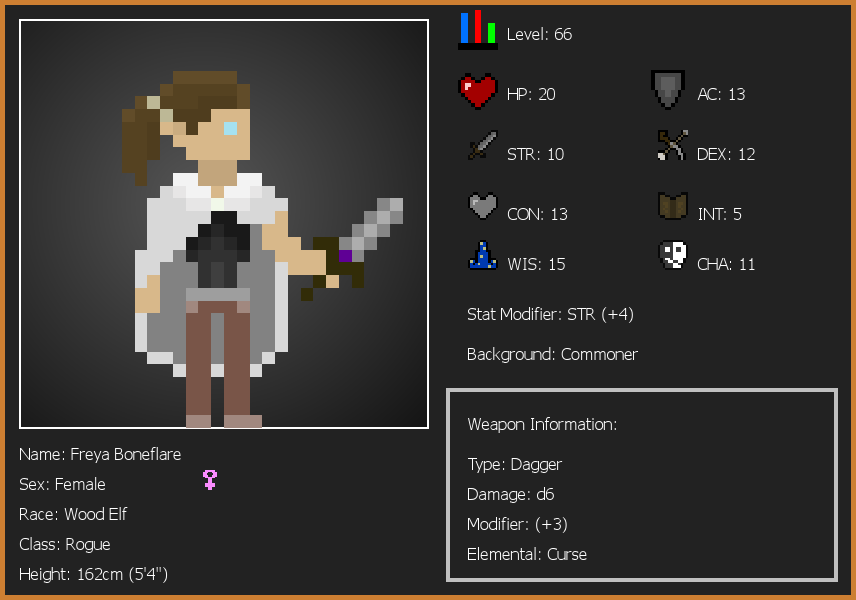 Level: 66
HP: 20
AC: 13
STR: 10
DEX: 12
CON: 13
INT: 5
WIS: 15
CHA: 11
Stat Modifier: STR (+4)
Background: Commoner
Weapon Information:
Type: Dagger
Damage: d6
Modifier: (+3)
Elemental: Curse
Name: Freya Boneflare
Sex: Female
Race: Wood Elf
Class: Rogue
Height: 162cm (5'4")